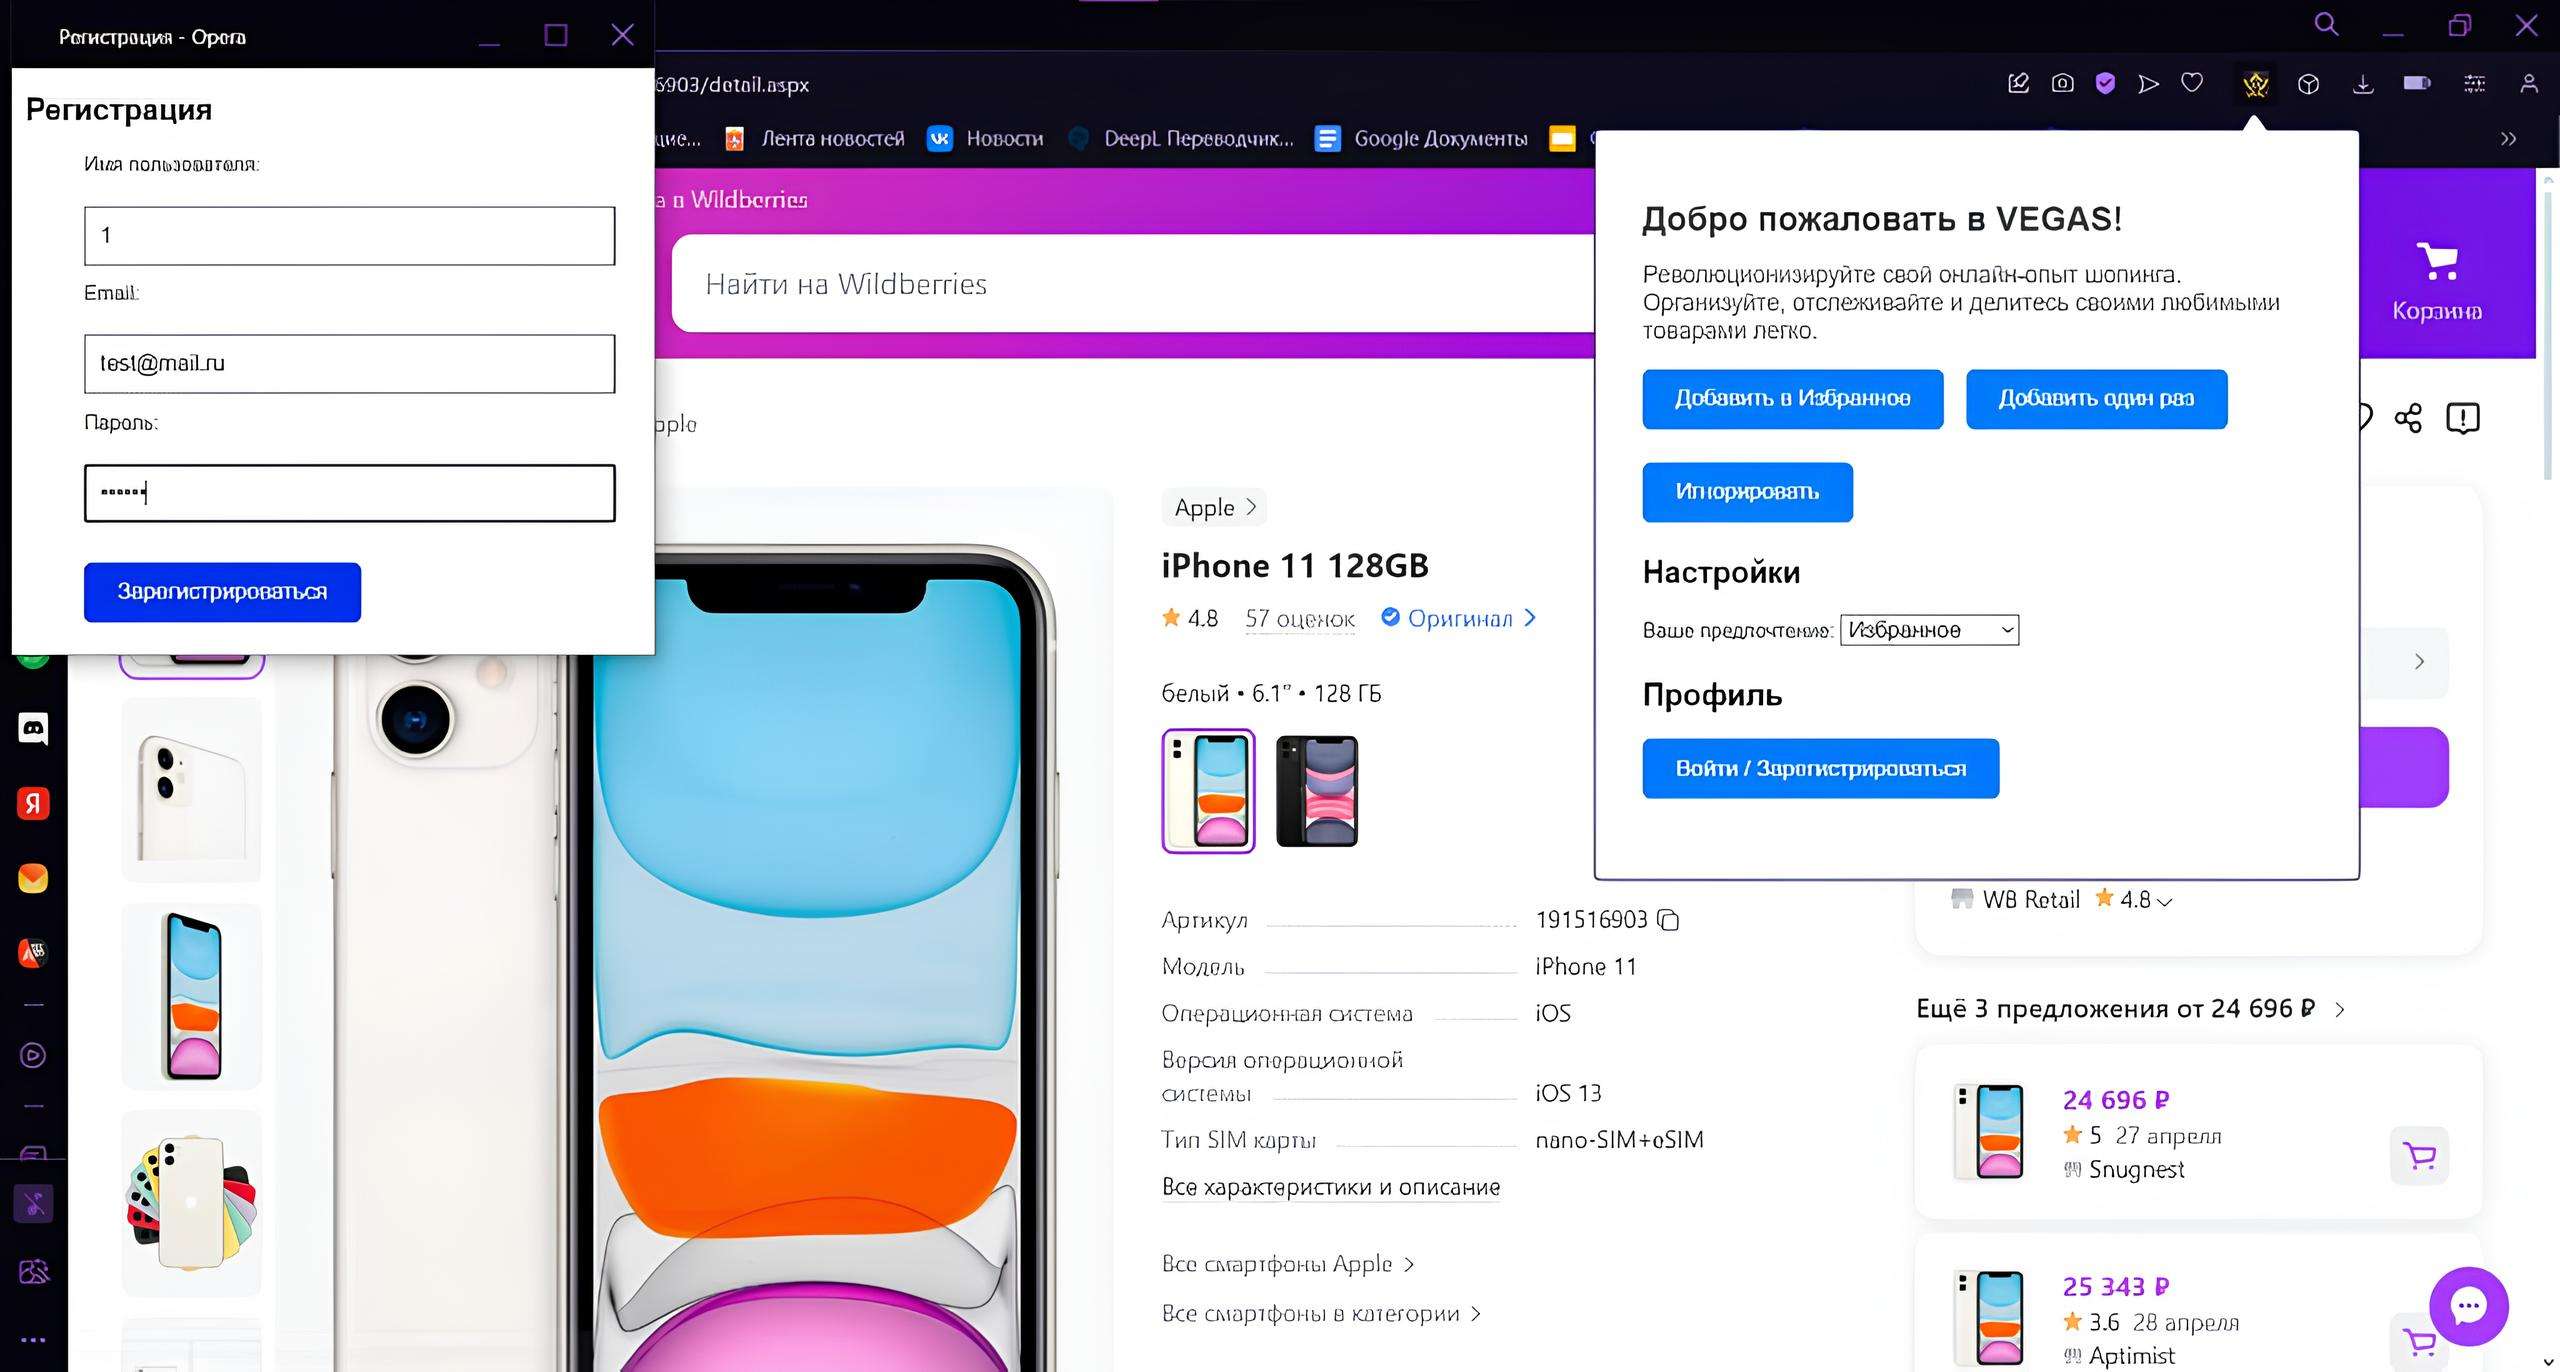 Регистрация - Opera
Регистрация
Имя пользователя:
1
Email:
test@mail.ru
Пароль:
Зарегистрироваться
6903/detail.aspx
Лента новостей
Новости
DeepL Переводчик...
Google Документы
Wildberries
Найти на Wildberries
Корзина
Добро пожаловать в VEGAS!
Революционизируйте свой онлайн-опыт шопинга.
Организуйте, отслеживайте и делитесь своими любимыми
товарами легко.
Добавить в Избранное
Добавить один раз
Игнорировать
Настройки
Ваше предпочтение: Избранное
Профиль
Войти / Зарегистрироваться
pple
Apple
iPhone 11 128GB
4.8 57 оценок Оригинал
белый • 6.1" • 128 ГБ
Артикул 191516903
Модель iPhone 11
Операционная система iOS
Версия операционной
системы iOS 13
Тип SIM карты nano-SIM+eSIM
Все характеристики и описание
Все смартфоны Apple
Все смартфоны в категории
WB Retail 4.8
Ещё 3 предложения от 24 696 ₽
24 696 ₽
5 27 апреля
Snugnest
25 343 ₽
3.6 28 апреля
Aptimist